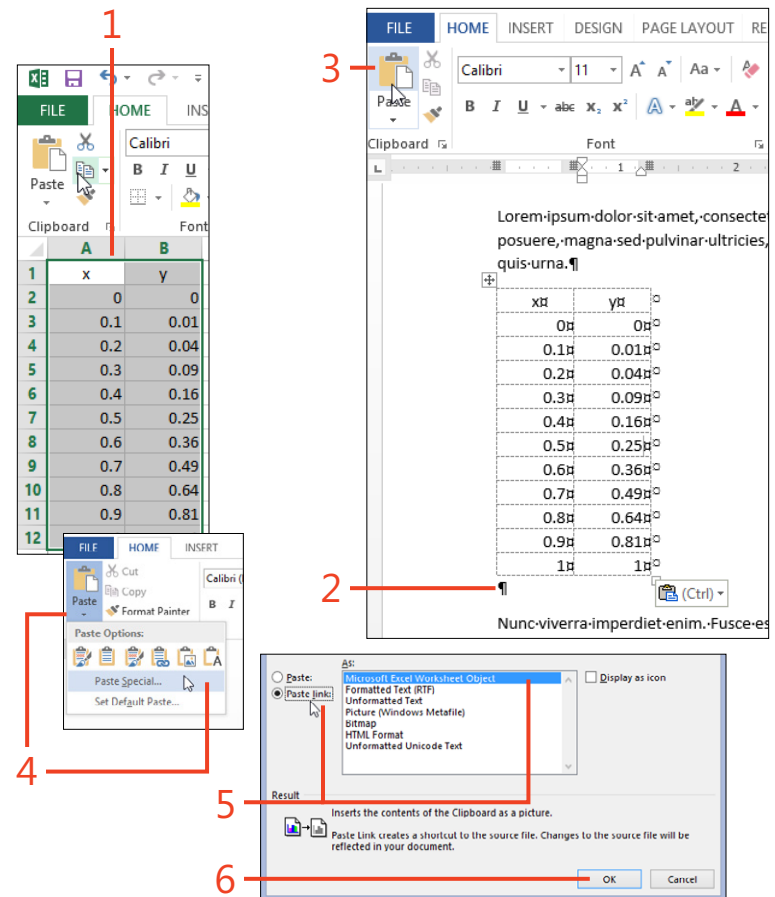 1
FILE HOME INS
Calibri
B I U
Paste
Clipboard Font
A B
1 x y
2 0 0
3 0.1 0.01
4 0.2 0.04
5 0.3 0.09
6 0.4 0.16
7 0.5 0.25
8 0.6 0.36
9 0.7 0.49
10 0.8 0.64
11 0.9 0.81
12
3
FILE HOME INSERT DESIGN PAGE LAYOUT RE
Calibri 11 A A Aa
Paste B I U abc X₂ X² A ab A
Clipboard Font
L 1 2
Lorem·ipsum·dolor·sit·amet,·consectet
posuere,·magna·sed·pulvinar·ultricies,
quis·urna.¶
x¤ y¤ ¤
0¤ 0¤ ¤
0.1¤ 0.01¤ ¤
0.2¤ 0.04¤ ¤
0.3¤ 0.09¤ ¤
0.4¤ 0.16¤ ¤
0.5¤ 0.25¤ ¤
0.6¤ 0.36¤ ¤
0.7¤ 0.49¤ ¤
0.8¤ 0.64¤ ¤
0.9¤ 0.81¤ ¤
1¤ 1¤ ¤
2 ¶
(Ctrl)
Nunc·viverra·imperdiet·enim.·Fusce·es
FILE HOME INSERT
Cut
Copy
Format Painter
Calibri (
B I
Paste
Paste Options:
Paste Special...
Set Default Paste...
4
As:
Paste:
Paste link:
Microsoft Excel Worksheet Object
Formatted Text (RTF)
Unformatted Text
Picture (Windows Metafile)
Bitmap
HTML Format
Unformatted Unicode Text
Display as icon
5
Result
Inserts the contents of the Clipboard as a picture.
Paste Link creates a shortcut to the source file. Changes to the source file will be
reflected in your document.
6
OK Cancel